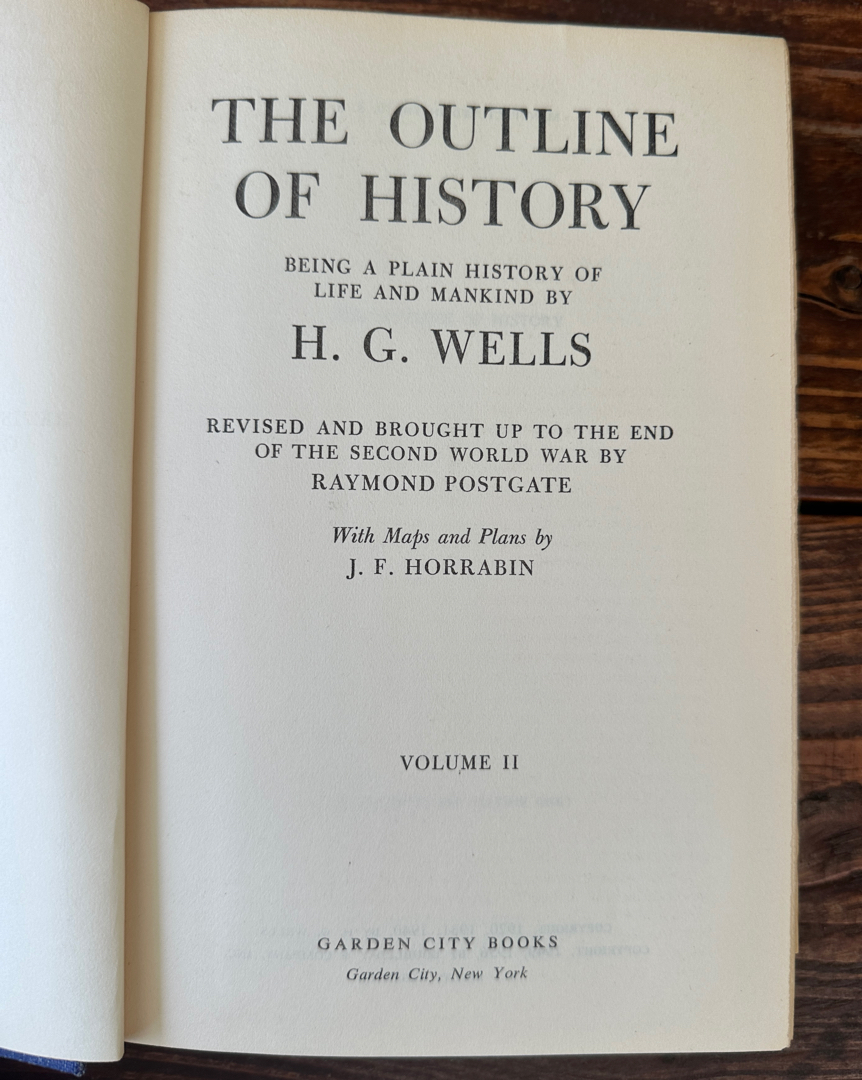 THE OUTLINE
OF HISTORY
BEING A PLAIN HISTORY OF
LIFE AND MANKIND BY
H. G. WELLS
REVISED AND BROUGHT UP TO THE END
OF THE SECOND WORLD WAR BY
RAYMOND POSTGATE
With Maps and Plans by
J. F. HORRABIN
VOLUME II
GARDEN CITY BOOKS
Garden City, New York